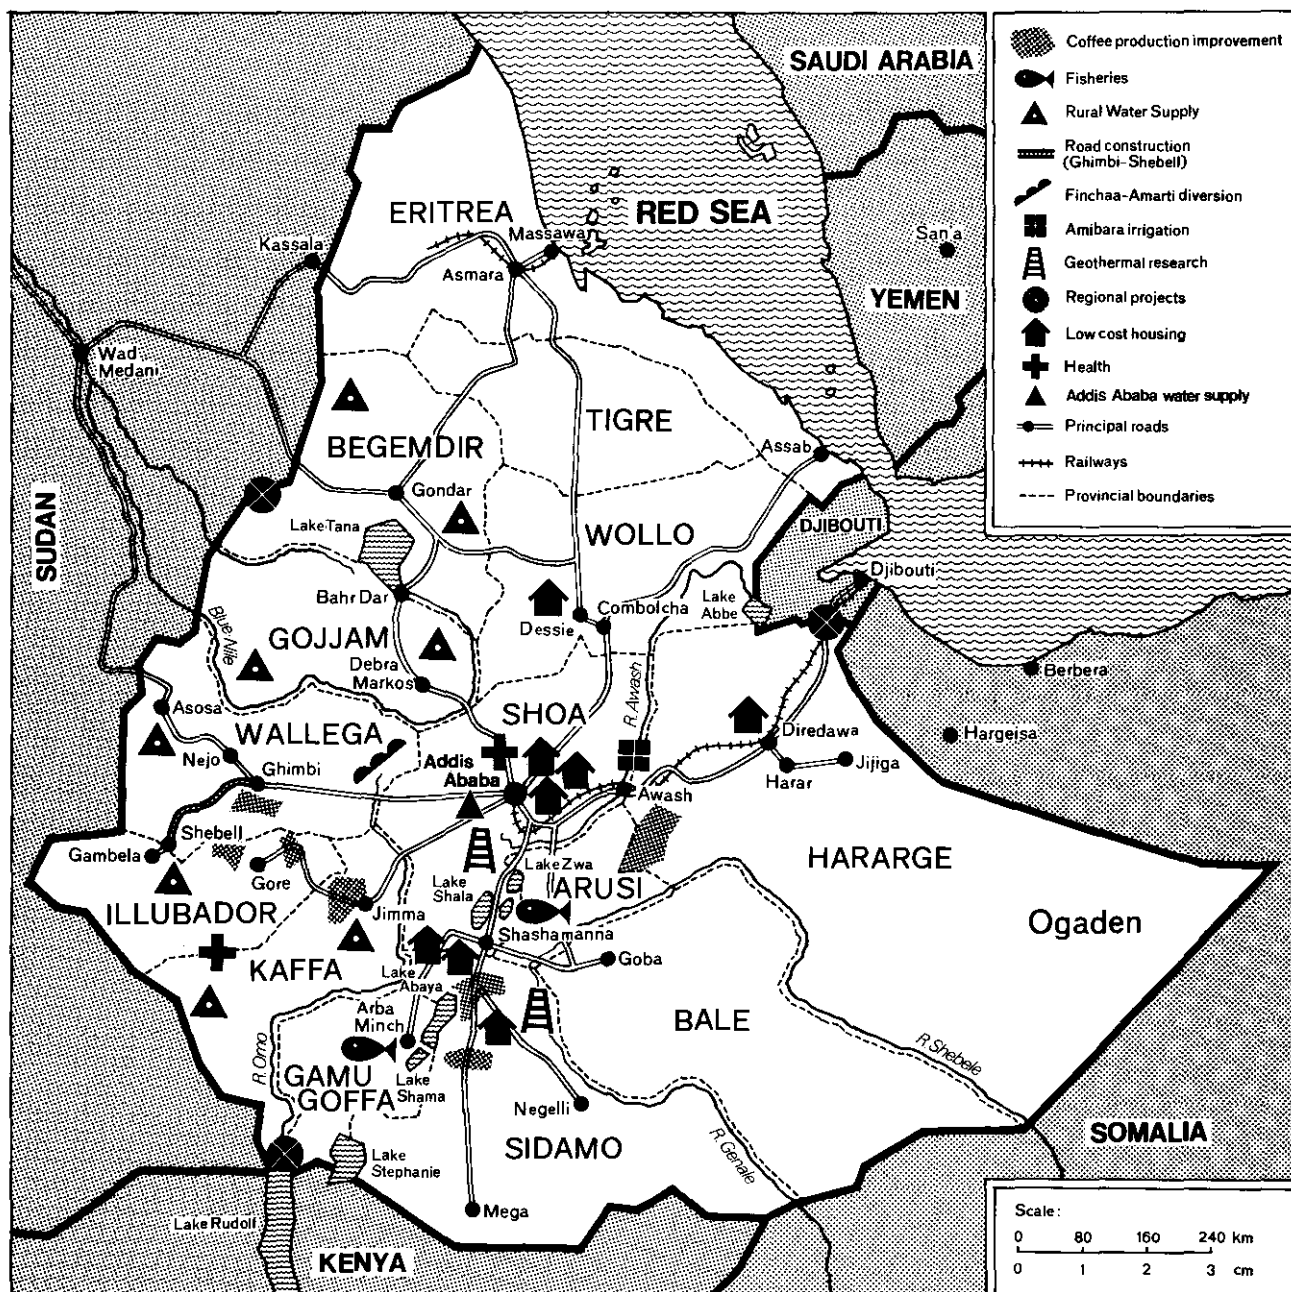 SAUDI ARABIA
RED SEA
San'a
YEMEN
Coffee production improvement
Fisheries
Rural Water Supply
Road construction
(Ghimbi-Shebell)
Finchaa-Amarti diversion
Amibara irrigation
Geothermal research
Regional projects
Low cost housing
Health
Addis Ababa water supply
Principal roads
Railways
Provincial boundaries
ERITREA
Massawa
Kassala
Asmara
Wad
Medani
TIGRE
BEGEMDIR
Assab
Gondar
SUDAN
Lake Tana
WOLLO
DJIBOUTI
Djibouti
Bahr Dar
Blue Nile
Dessie
Combolcha
Lake
Abbe
GOJJAM
Debra
Markos
R. Awash
Berbera
Asosa
SHOA
WALLEGA
Diredawa
Hargeisa
Nejo
Ghimbi
Addis
Ababa
Harar
Jijiga
Awash
Shebell
Gambela
HARARGE
Gore
Lake Zwa
Lake
Shala
ARUSI
ILLUBADOR
Jimma
Ogaden
Shashamanna
KAFFA
Goba
Lake
Abaya
Arba
Minch
BALE
R. Shebele
R. Omo
GAMU
GOFFA
Lake
Shama
Negelli
SIDAMO
R. Genale
SOMALIA
Lake
Stephanie
Mega
Lake Rudolf
KENYA
Scale:
0 80 160 240 km
0 1 2 3 cm